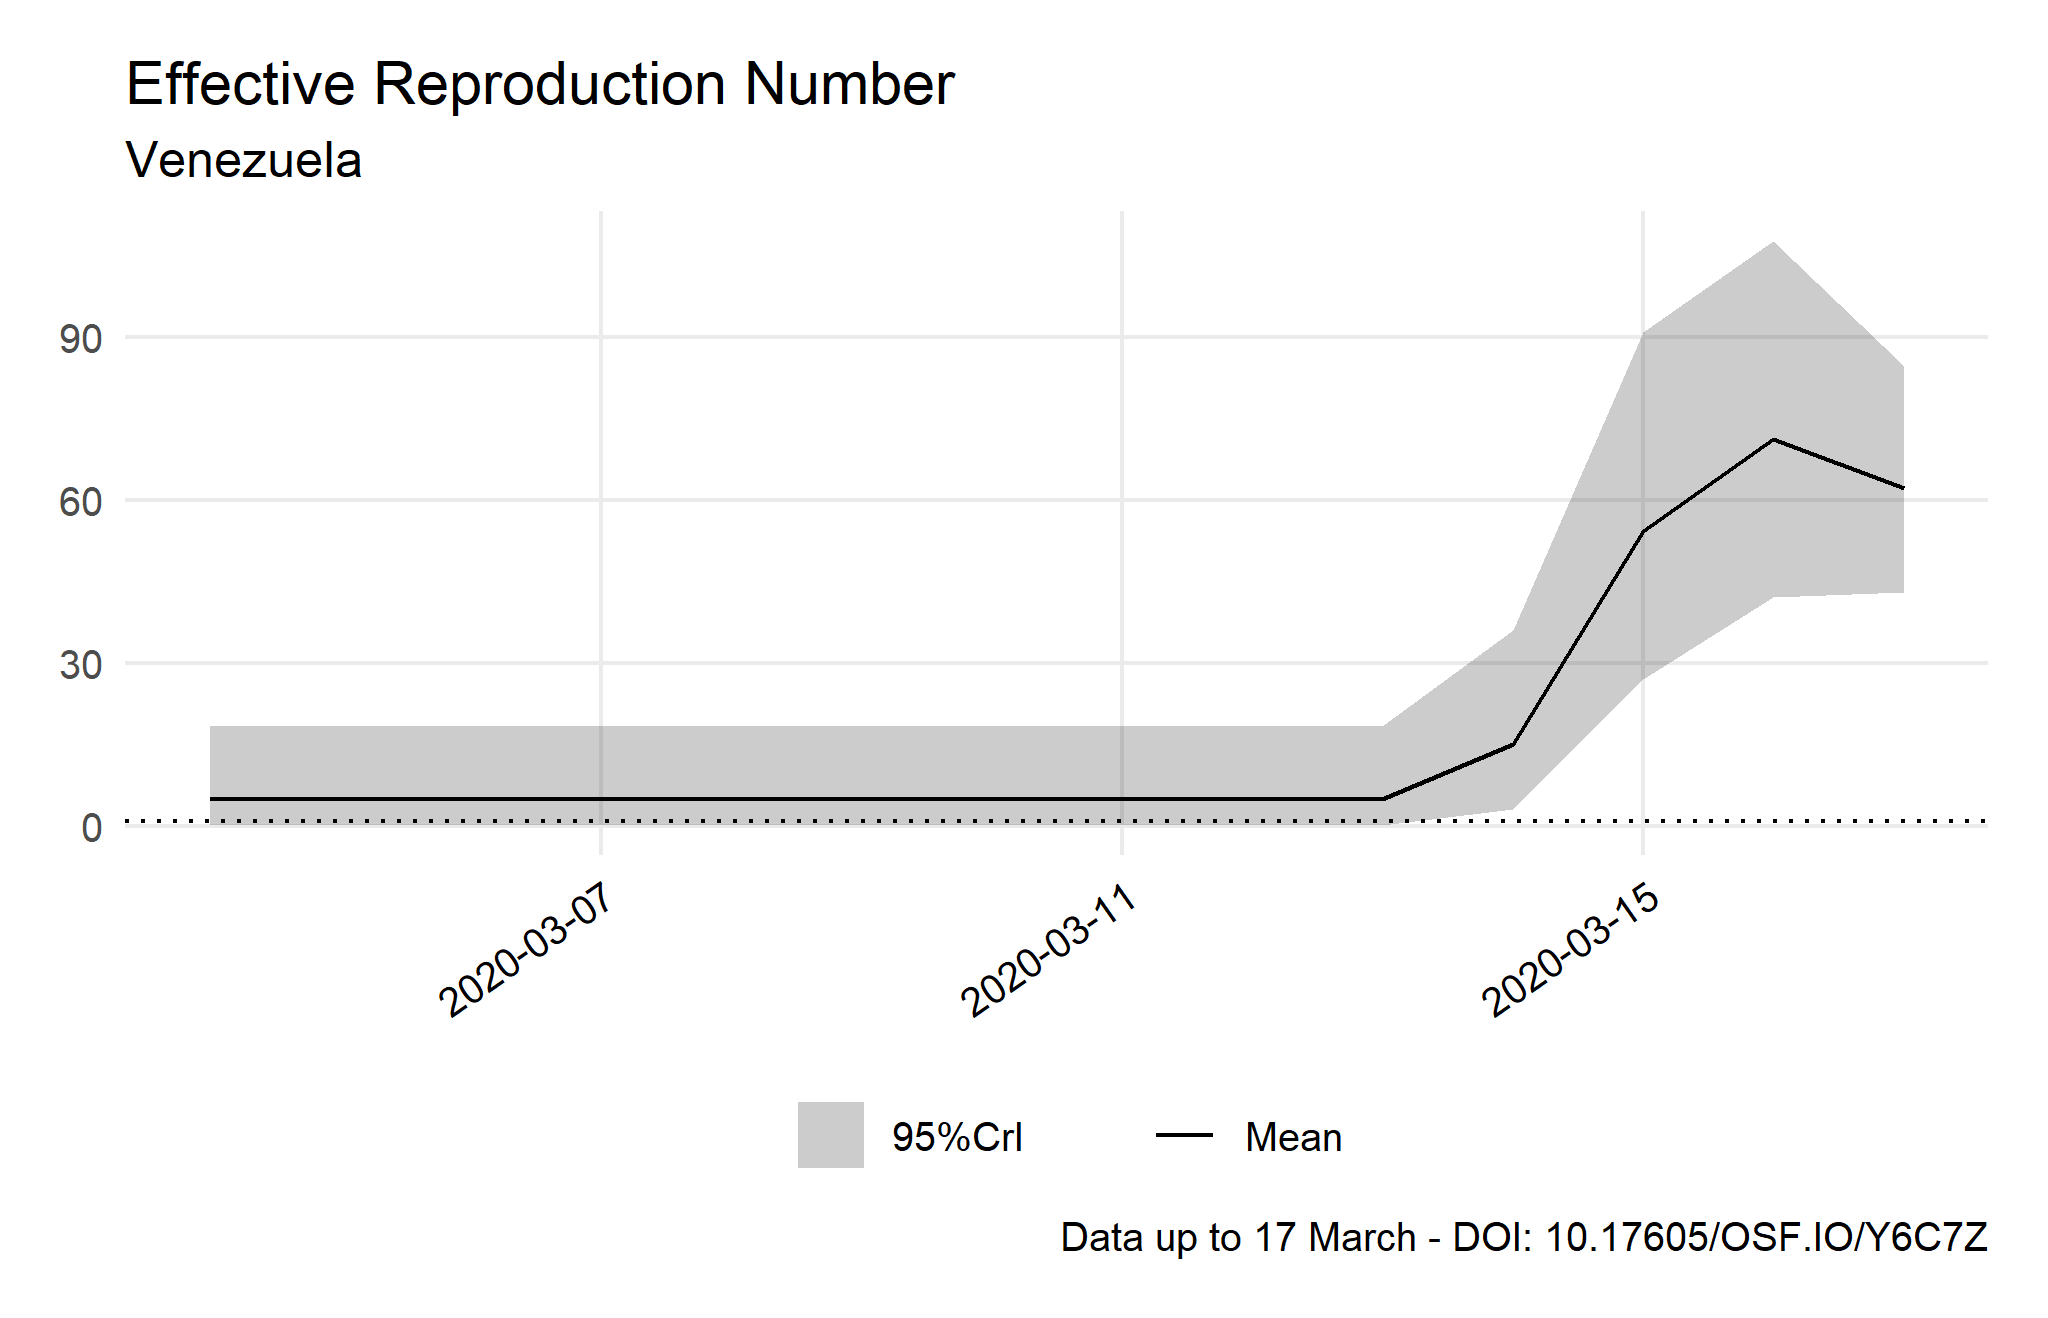 Effective Reproduction Number
Venezuela
90
60
30
0
2020-03-07
2020-03-11
2020-03-15
95%CrI
Mean
Data up to 17 March - DOI: 10.17605/OSF.IO/Y6C7Z